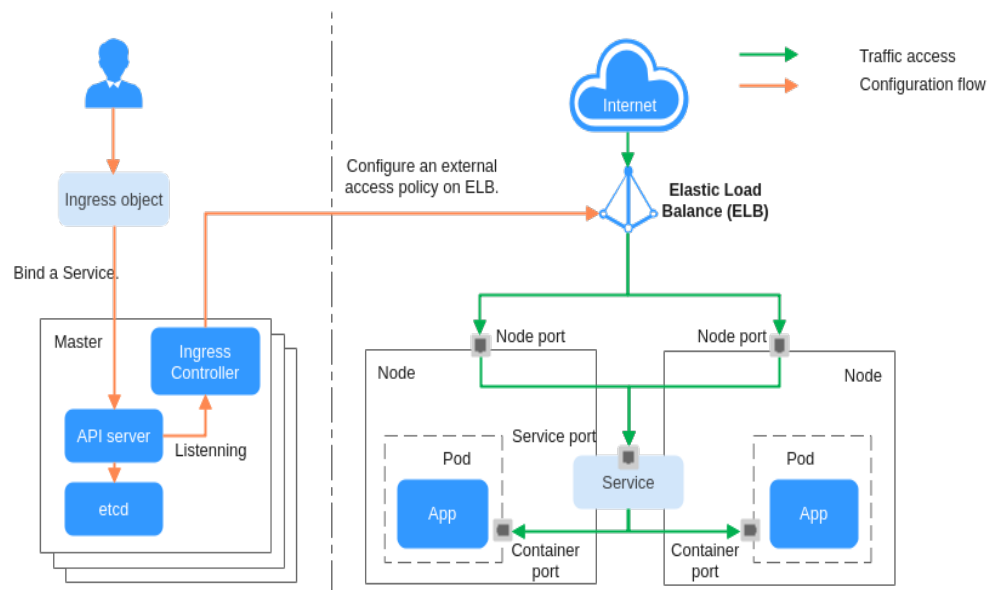 Internet
Traffic access
Configuration flow
Configure an external
access policy on ELB.
Elastic Load
Balance (ELB)
Ingress object
Bind a Service.
Master
Ingress
Controller
API server
Listenning
etcd
Node port
Node port
Node
Node
Service port
Pod
Pod
Service
App
App
Container
port
Container
port